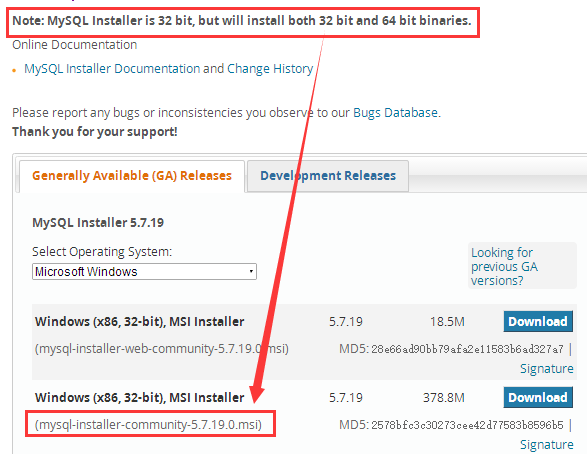 Note: MySQL Installer is 32 bit, but will install both 32 bit and 64 bit binaries.
Online Documentation
MySQL Installer Documentation and Change History
Please report any bugs or inconsistencies you observe to our Bugs Database.
Thank you for your support!
Generally Available (GA) Releases
Development Releases
MySQL Installer 5.7.19
Select Operating System:
Microsoft Windows
Looking for
previous GA
versions?
Windows (x86, 32-bit), MSI Installer 5.7.19 18.5M Download
(mysql-installer-web-community-5.7.19.0.msi) MD5: 28e66ad90bb79afa2e11583b6ad327a7 |
Signature
Windows (x86, 32-bit), MSI Installer 5.7.19 378.8M Download
(mysql-installer-community-5.7.19.0.msi) MD5: 2578bfc3c30273cee42d77583b8596b5 |
Signature